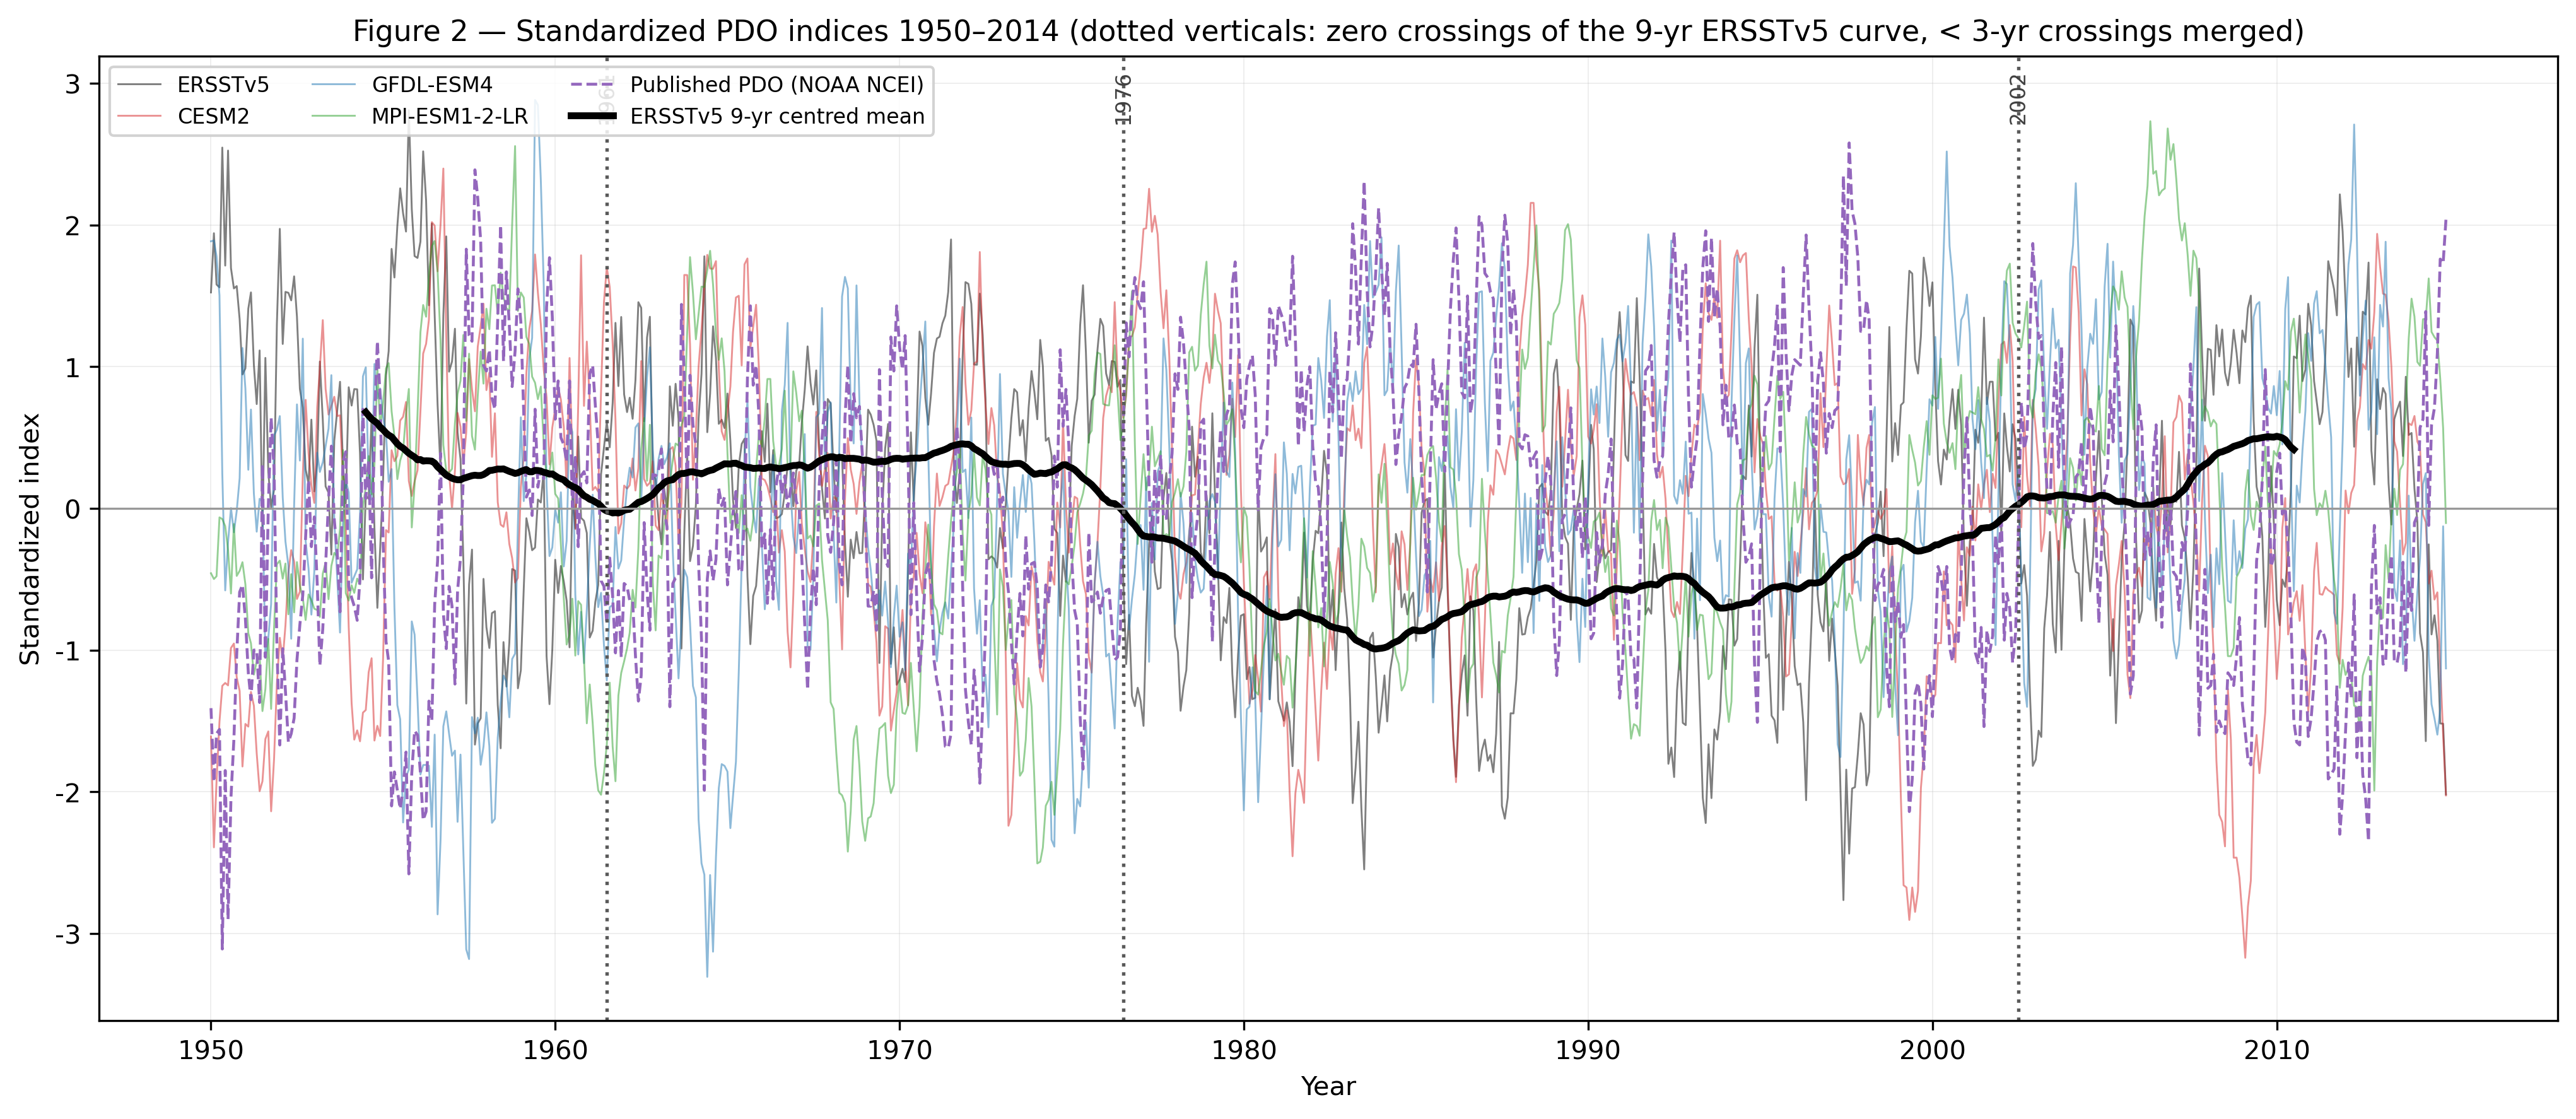 Figure 2 — Standardized PDO indices 1950–2014 (dotted verticals: zero crossings of the 9-yr ERSSTv5 curve, < 3-yr crossings merged)
ERSSTv5
CESM2
GFDL-ESM4
MPI-ESM1-2-LR
Published PDO (NOAA NCEI)
ERSSTv5 9-yr centred mean
1961
1976
2002
3
2
1
0
-1
-2
-3
Standardized index
1950
1960
1970
1980
1990
2000
2010
Year